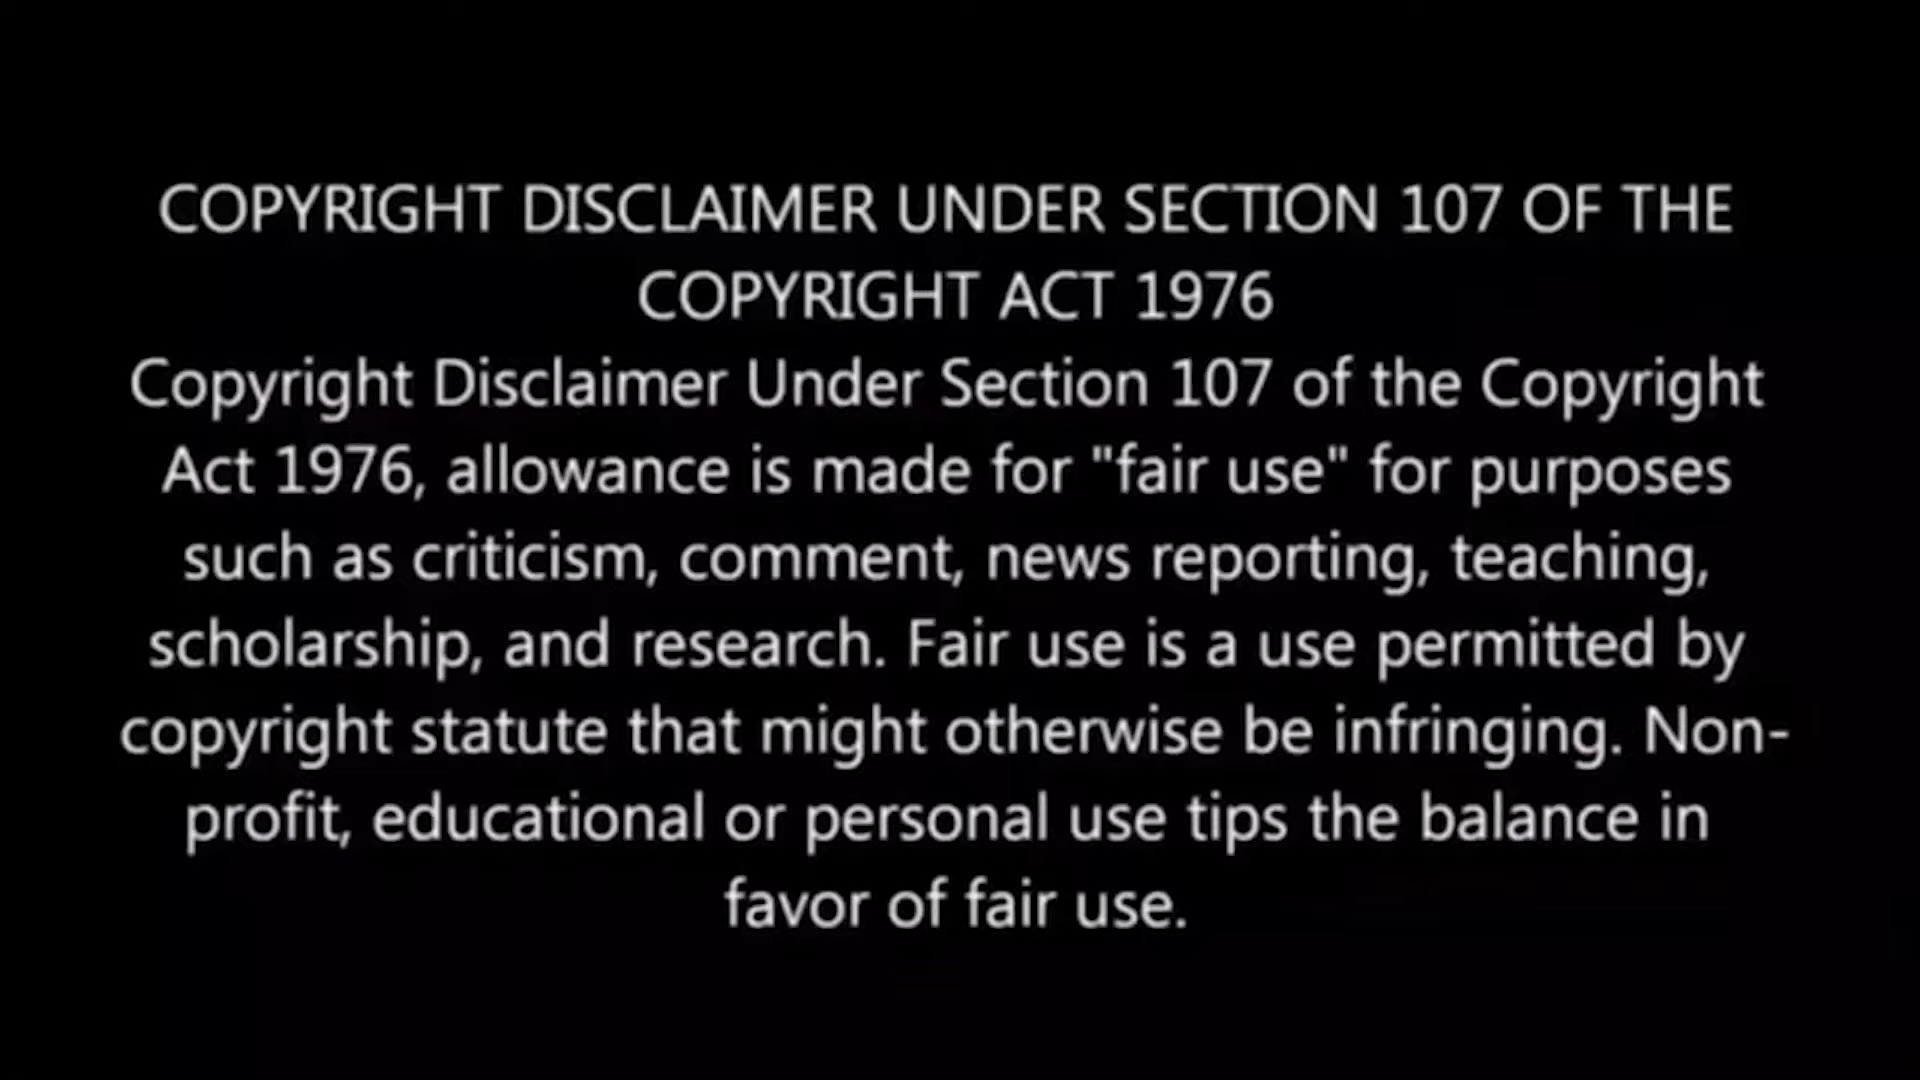 COPYRIGHT DISCLAIMER UNDER SECTION 107 OF THE
COPYRIGHT ACT 1976
Copyright Disclaimer Under Section 107 of the Copyright
Act 1976, allowance is made for "fair use" for purposes
such as criticism, comment, news reporting, teaching,
scholarship, and research. Fair use is a use permitted by
copyright statute that might otherwise be infringing. Non-
profit, educational or personal use tips the balance in
favor of fair use.